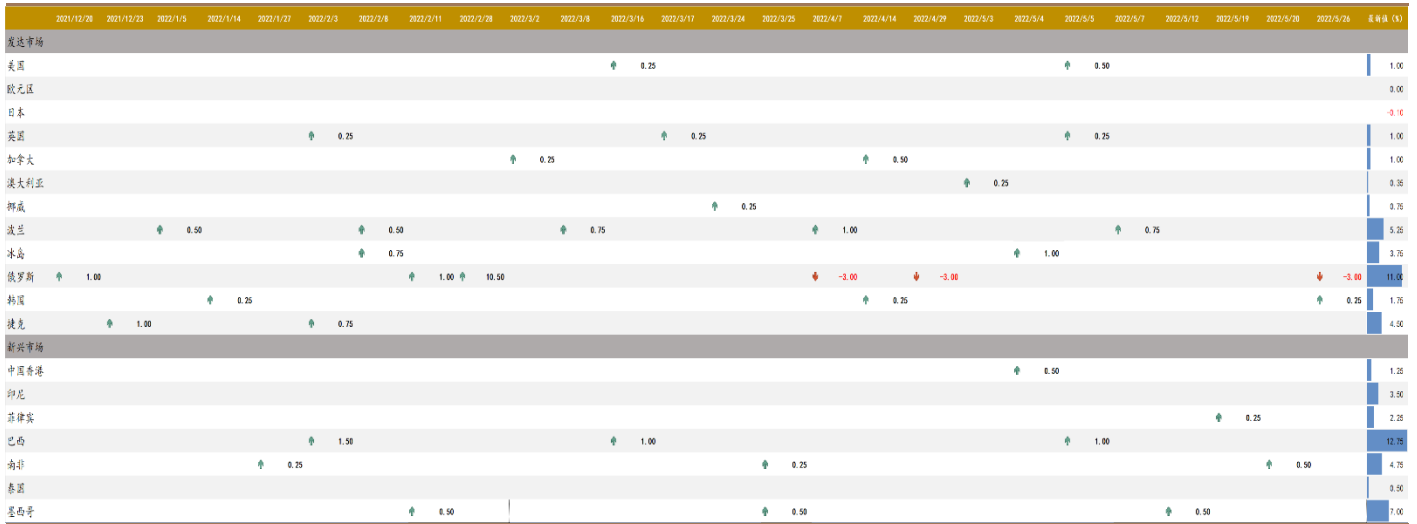 2021/12/20 2021/12/23 2022/1/5 2022/1/14 2022/1/27 2022/2/3 2022/2/8 2022/2/11 2022/2/28 2022/3/2 2022/3/8 2022/3/16 2022/3/17 2022/3/24 2022/3/25 2022/4/7 2022/4/14 2022/4/29 2022/5/3 2022/5/4 2022/5/5 2022/5/7 2022/5/12 2022/5/19 2022/5/20 2022/5/26 最新值(%)
发达市场
美国 0.25 0.50 1.00
欧元区 0.00
日本 -0.10
英国 0.25 0.25 0.25 1.00
加拿大 0.25 0.50 1.00
澳大利亚 0.25 0.35
挪威 0.25 0.75
波兰 0.50 0.50 0.75 1.00 0.75 5.25
冰岛 0.75 1.00 3.75
俄罗斯 1.00 1.00 10.50 -3.00 -3.00 -3.00 11.00
韩国 0.25 0.25 0.25 1.75
捷克 1.00 0.75 4.50
新兴市场
中国香港 0.50 1.25
印尼 3.50
菲律宾 0.25 2.25
巴西 1.50 1.00 1.00 12.75
南非 0.25 0.25 0.50 4.75
泰国 0.50
墨西哥 0.50 0.50 0.50 7.00